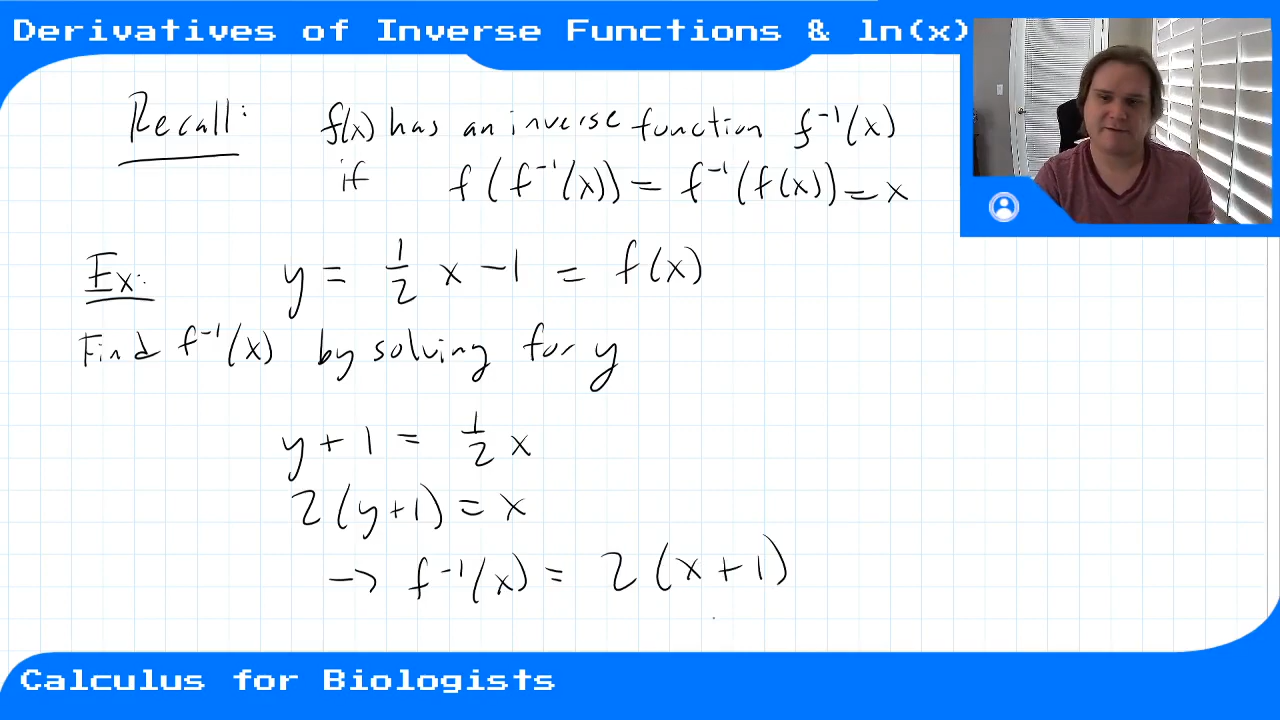 Derivatives of Inverse Functions & ln(x)
Recall: f(x) has an inverse function f⁻¹(x)
if f(f⁻¹(x)) = f⁻¹(f(x)) = x
Ex: y = 1/2 x - 1 = f(x)
Find f⁻¹(x) by solving for y
y + 1 = 1/2 x
2(y+1) = x
→ f⁻¹(x) = 2(x+1)
Calculus for Biologists